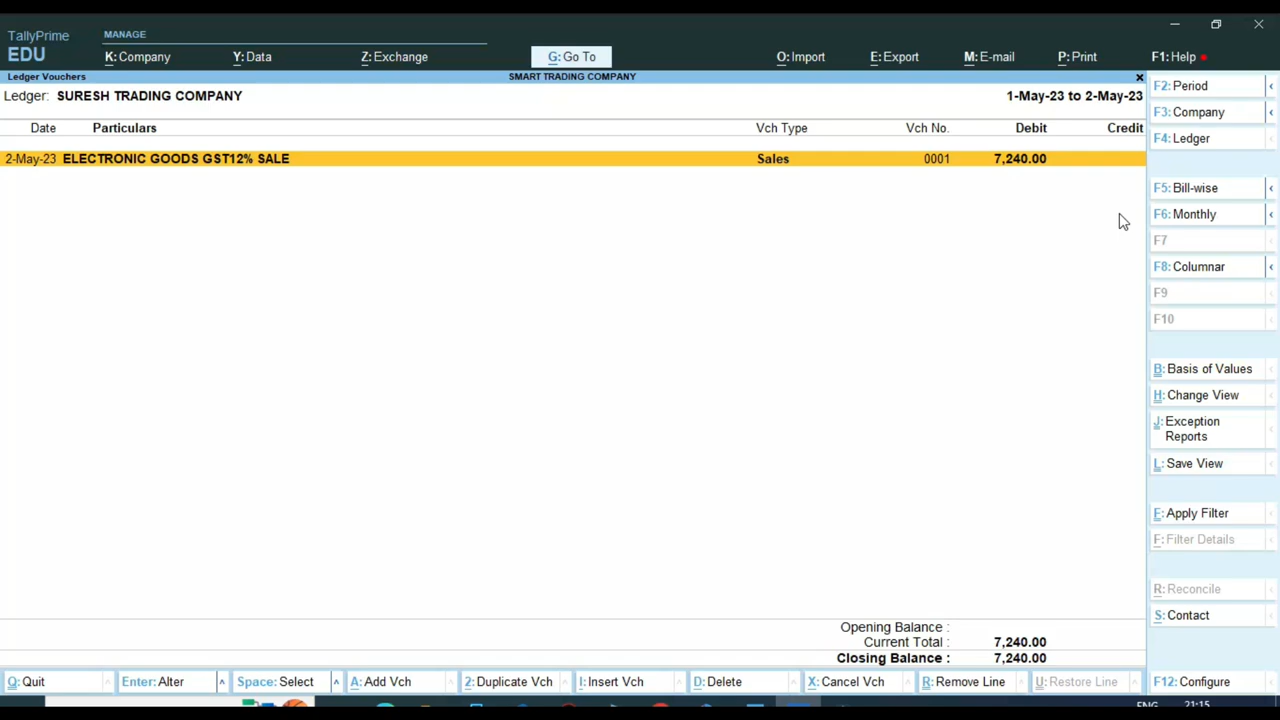 TallyPrime
EDU
MANAGE
K: Company
Y: Data
Z: Exchange
G: Go To
O: Import
E: Export
M: E-mail
P: Print
F1: Help
Ledger Vouchers
SMART TRADING COMPANY
Ledger: SURESH TRADING COMPANY
1-May-23 to 2-May-23
Date Particulars Vch Type Vch No. Debit Credit
2-May-23 ELECTRONIC GOODS GST12% SALE Sales 0001 7,240.00
Opening Balance :
Current Total : 7,240.00
Closing Balance : 7,240.00
F2: Period
F3: Company
F4: Ledger
F5: Bill-wise
F6: Monthly
F7
F8: Columnar
F9
F10
B: Basis of Values
H: Change View
J: Exception
Reports
L: Save View
F: Apply Filter
F: Filter Details
R: Reconcile
S: Contact
Q: Quit
Enter: Alter
Space: Select
A: Add Vch
2: Duplicate Vch
I: Insert Vch
D: Delete
X: Cancel Vch
R: Remove Line
U: Restore Line
F12: Configure
ENG 21:15